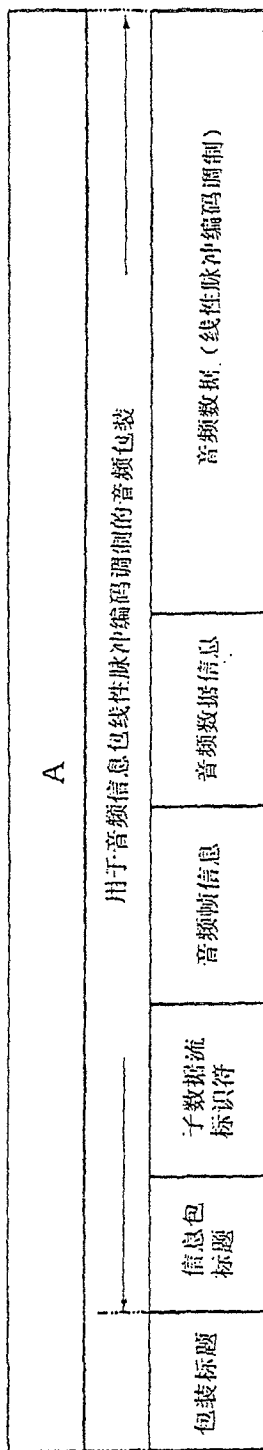 A
用于音频信息包线性脉冲编码调制的音频包装
包装标题
信息包
标题
子数据流
标识符
音频帧信息
音频数据信息
音频数据（线性脉冲编码调制）